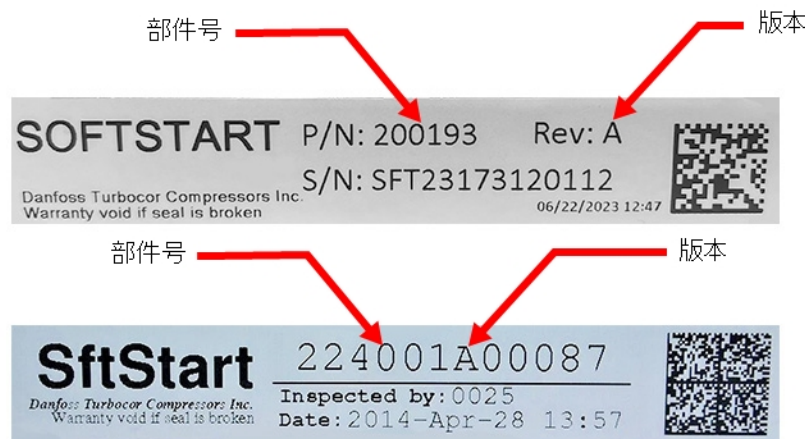 部件号
版本
SOFTSTART P/N: 200193 Rev: A
S/N: SFT23173120112
Danfoss Turbocor Compressors Inc.
Warranty void if seal is broken
06/22/2023 12:47
部件号
版本
SftStart 224001A00087
Danfoss Turbocor Compressors Inc.
Warranty void if seal is broken
Inspected by:0025
Date:2014-Apr-28 13:57